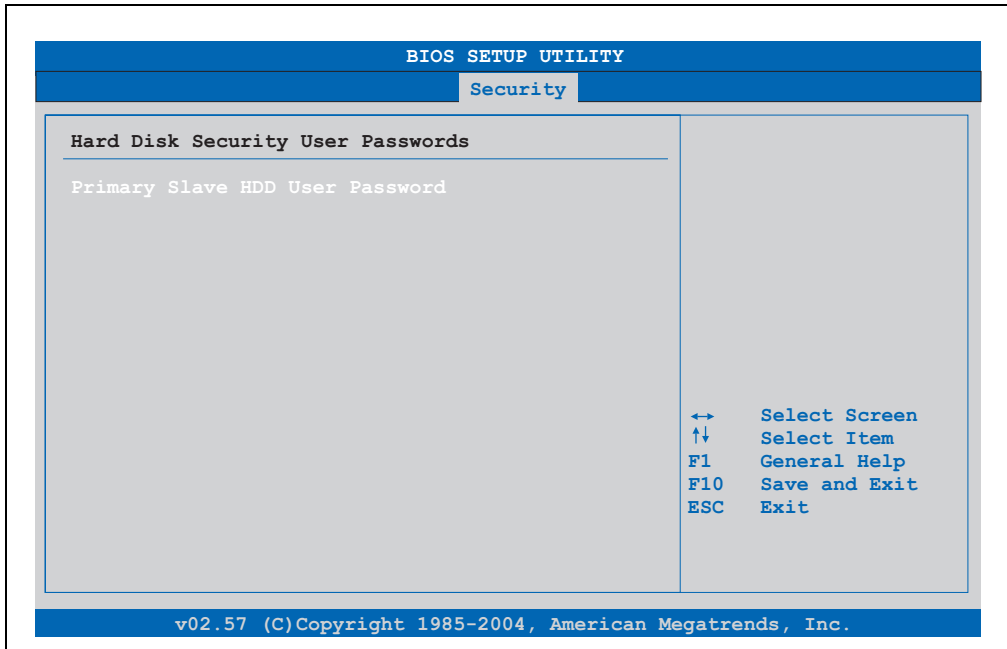 BIOS SETUP UTILITY
Security
Hard Disk Security User Passwords
Primary Slave HDD User Password
↔ Select Screen
↑↓ Select Item
F1 General Help
F10 Save and Exit
ESC Exit
v02.57 (C)Copyright 1985-2004, American Megatrends, Inc.